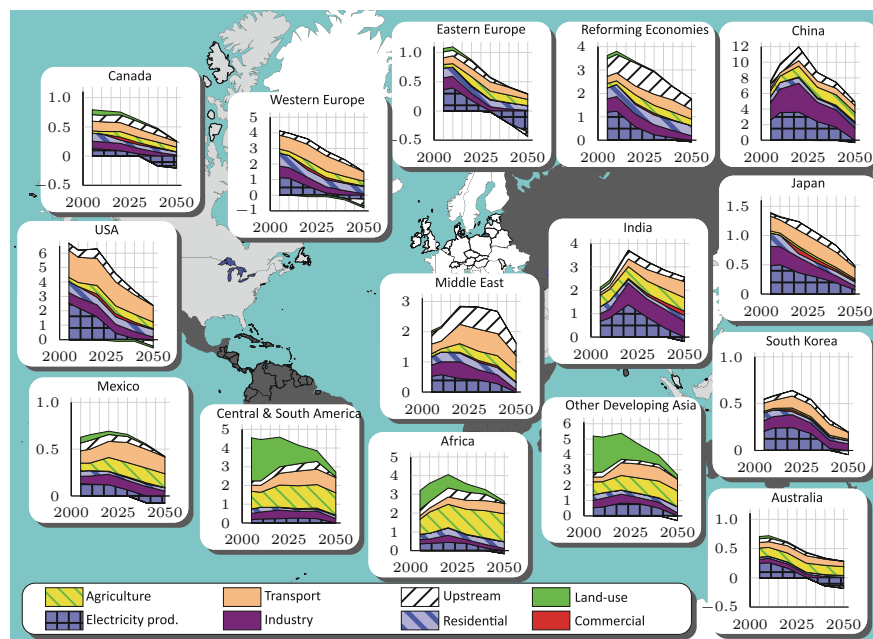 Canada
1.0
0.5
0
−0.5
2000 2025 2050
Western Europe
5
4
3
2
1
0
−1
2000 2025 2050
Eastern Europe
1.0
0.5
0
−0.5
2000 2025 2050
Reforming Economies
4
3
2
1
0
2000 2025 2050
China
12
10
8
6
4
2
0
2000 2025 2050
USA
6
5
4
3
2
1
0
2000 2025 2050
Middle East
3
2
1
0
2000 2025 2050
India
4
3
2
1
0
2000 2025 2050
Japan
1.5
1.0
0.5
0
2000 2025 2050
Mexico
1.0
0.5
0
2000 2025 2050
Central & South America
5
4
3
2
1
0
2000 2025 2050
Africa
5
4
3
2
1
0
2000 2025 2050
Other Developing Asia
6
5
4
3
2
1
0
2000 2025 2050
South Korea
1.0
0.5
0
2000 2025 2050
Australia
1.0
0.5
0
−0.5
2000 2025 2050
Agriculture Transport Upstream Land-use
Electricity prod. Industry Residential Commercial